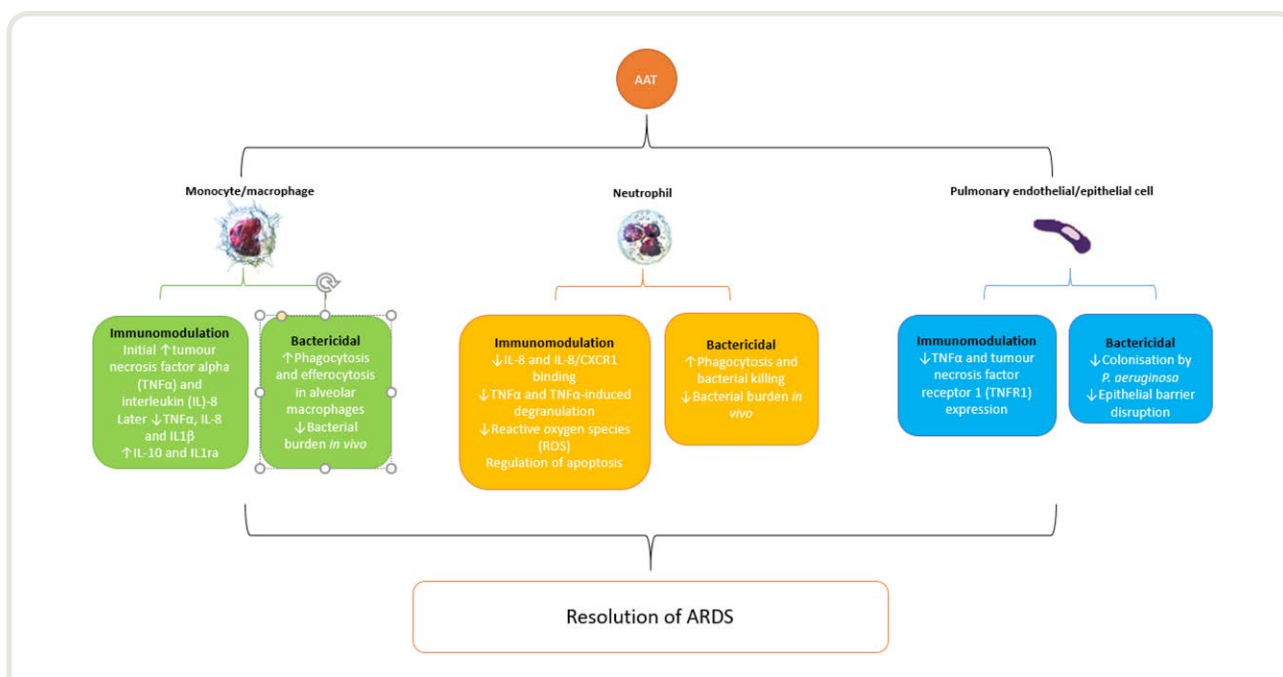 AAT
Monocyte/macrophage
Neutrophil
Pulmonary endothelial/epithelial cell
Immunomodulation
Initial ↑tumour
necrosis factor alpha
(TNFα) and
interleukin (IL)-8
Later ↓TNFα, IL-8
and IL1β
↑IL-10 and IL1ra
Bactericidal
↑Phagocytosis
and efferocytosis
in alveolar
macrophages
↓Bacterial
burden in vivo
Immunomodulation
↓IL-8 and IL-8/CXCR1
binding
↓TNFα and TNFα-induced
degranulation
↓Reactive oxygen species
(ROS)
Regulation of apoptosis
Bactericidal
↑Phagocytosis and
bacterial killing
↓Bacterial burden in
vivo
Immunomodulation
↓TNFα and tumour
necrosis factor
receptor 1 (TNFR1)
expression
Bactericidal
↓Colonisation by
P. aeruginosa
↓Epithelial barrier
disruption
Resolution of ARDS